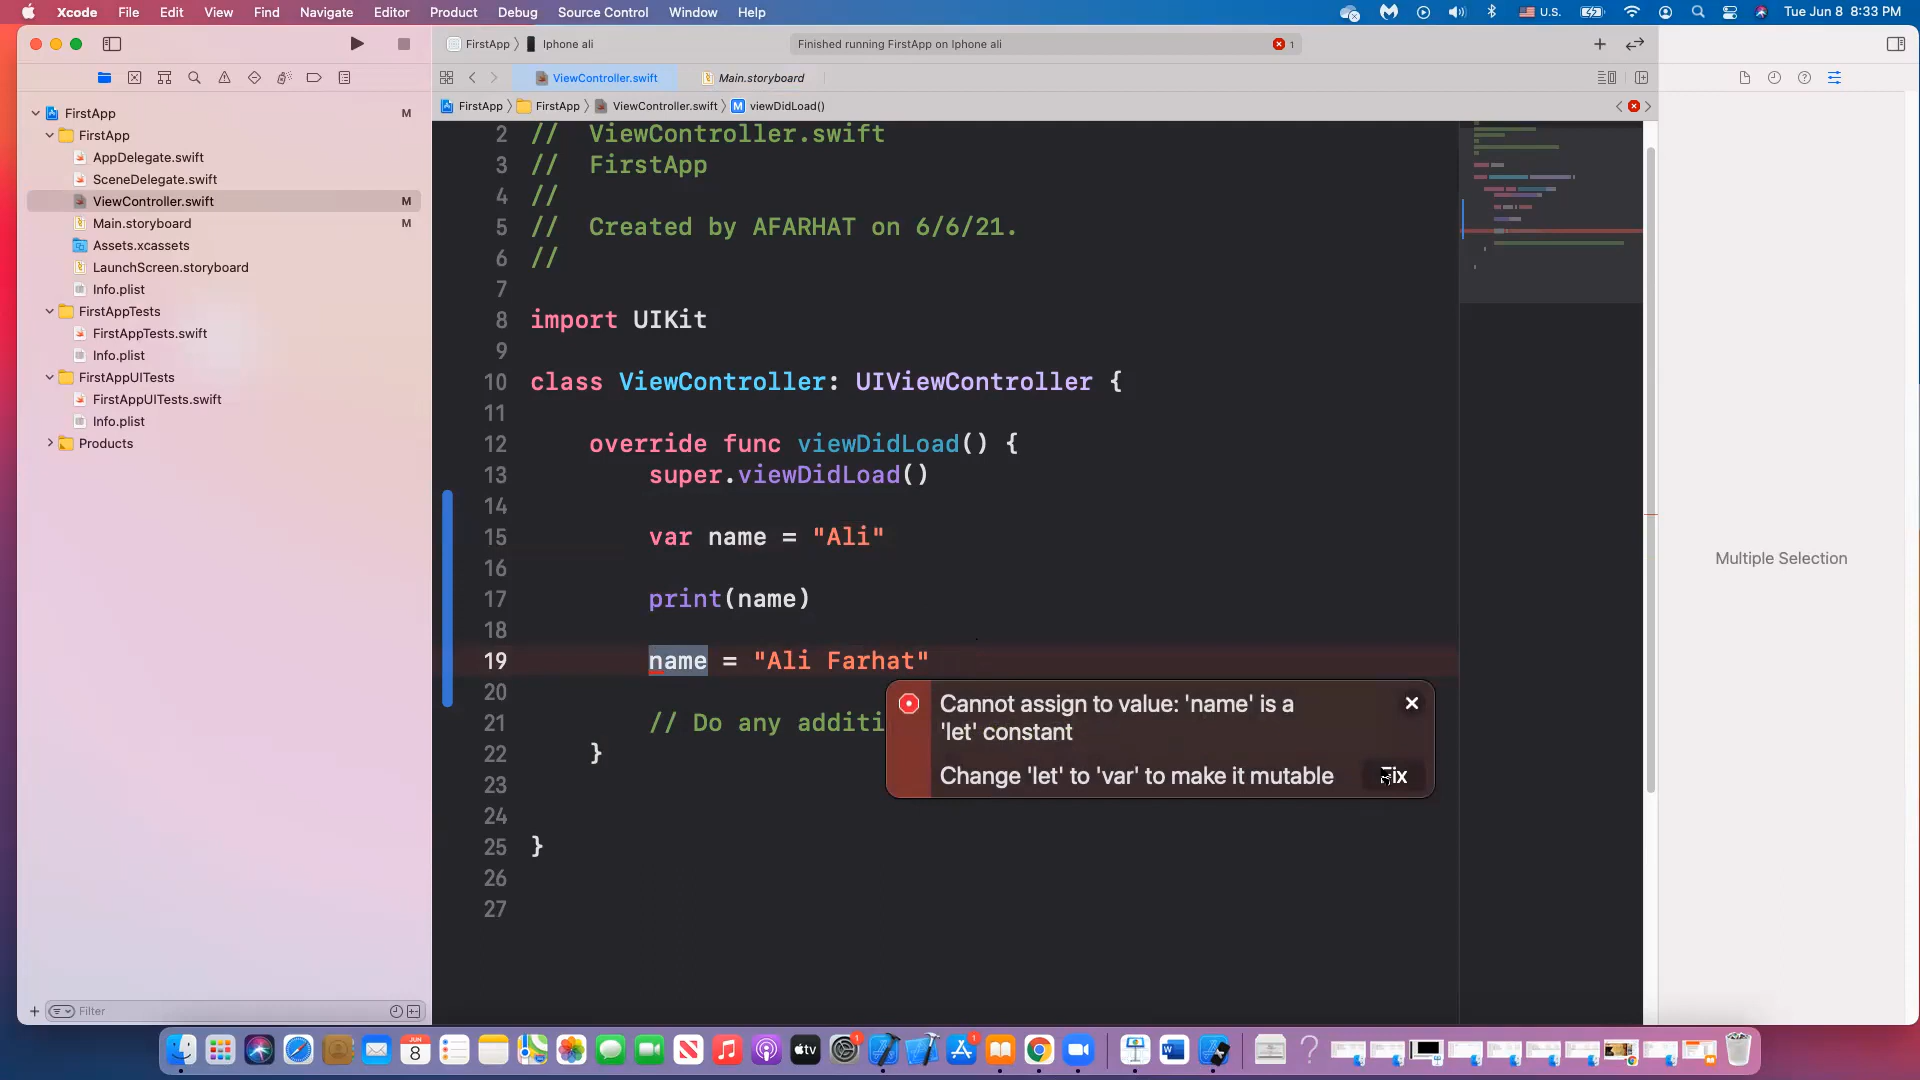 Xcode File Edit View Find Navigate Editor Product Debug Source Control Window Help U.S. Tue Jun 8 8:33 PM
FirstApp Iphone ali Finished running FirstApp on Iphone ali 1
ViewController.swift Main.storyboard
FirstApp FirstApp ViewController.swift M viewDidLoad()
FirstApp M
FirstApp
AppDelegate.swift
SceneDelegate.swift
ViewController.swift M
Main.storyboard M
Assets.xcassets
LaunchScreen.storyboard
Info.plist
FirstAppTests
FirstAppTests.swift
Info.plist
FirstAppUITests
FirstAppUITests.swift
Info.plist
Products
2 // ViewController.swift
3 // FirstApp
4 //
5 // Created by AFARHAT on 6/6/21.
6 //
7
8 import UIKit
9
10 class ViewController: UIViewController {
11
12 override func viewDidLoad() {
13 super.viewDidLoad()
14
15 var name = "Ali"
16
17 print(name)
18
19 name = "Ali Farhat"
20
21 // Do any additi
22 }
23
24
25 }
26
27
Cannot assign to value: 'name' is a
'let' constant
Change 'let' to 'var' to make it mutable Fix
Multiple Selection
Filter
JUN
8
tv
1
1
W